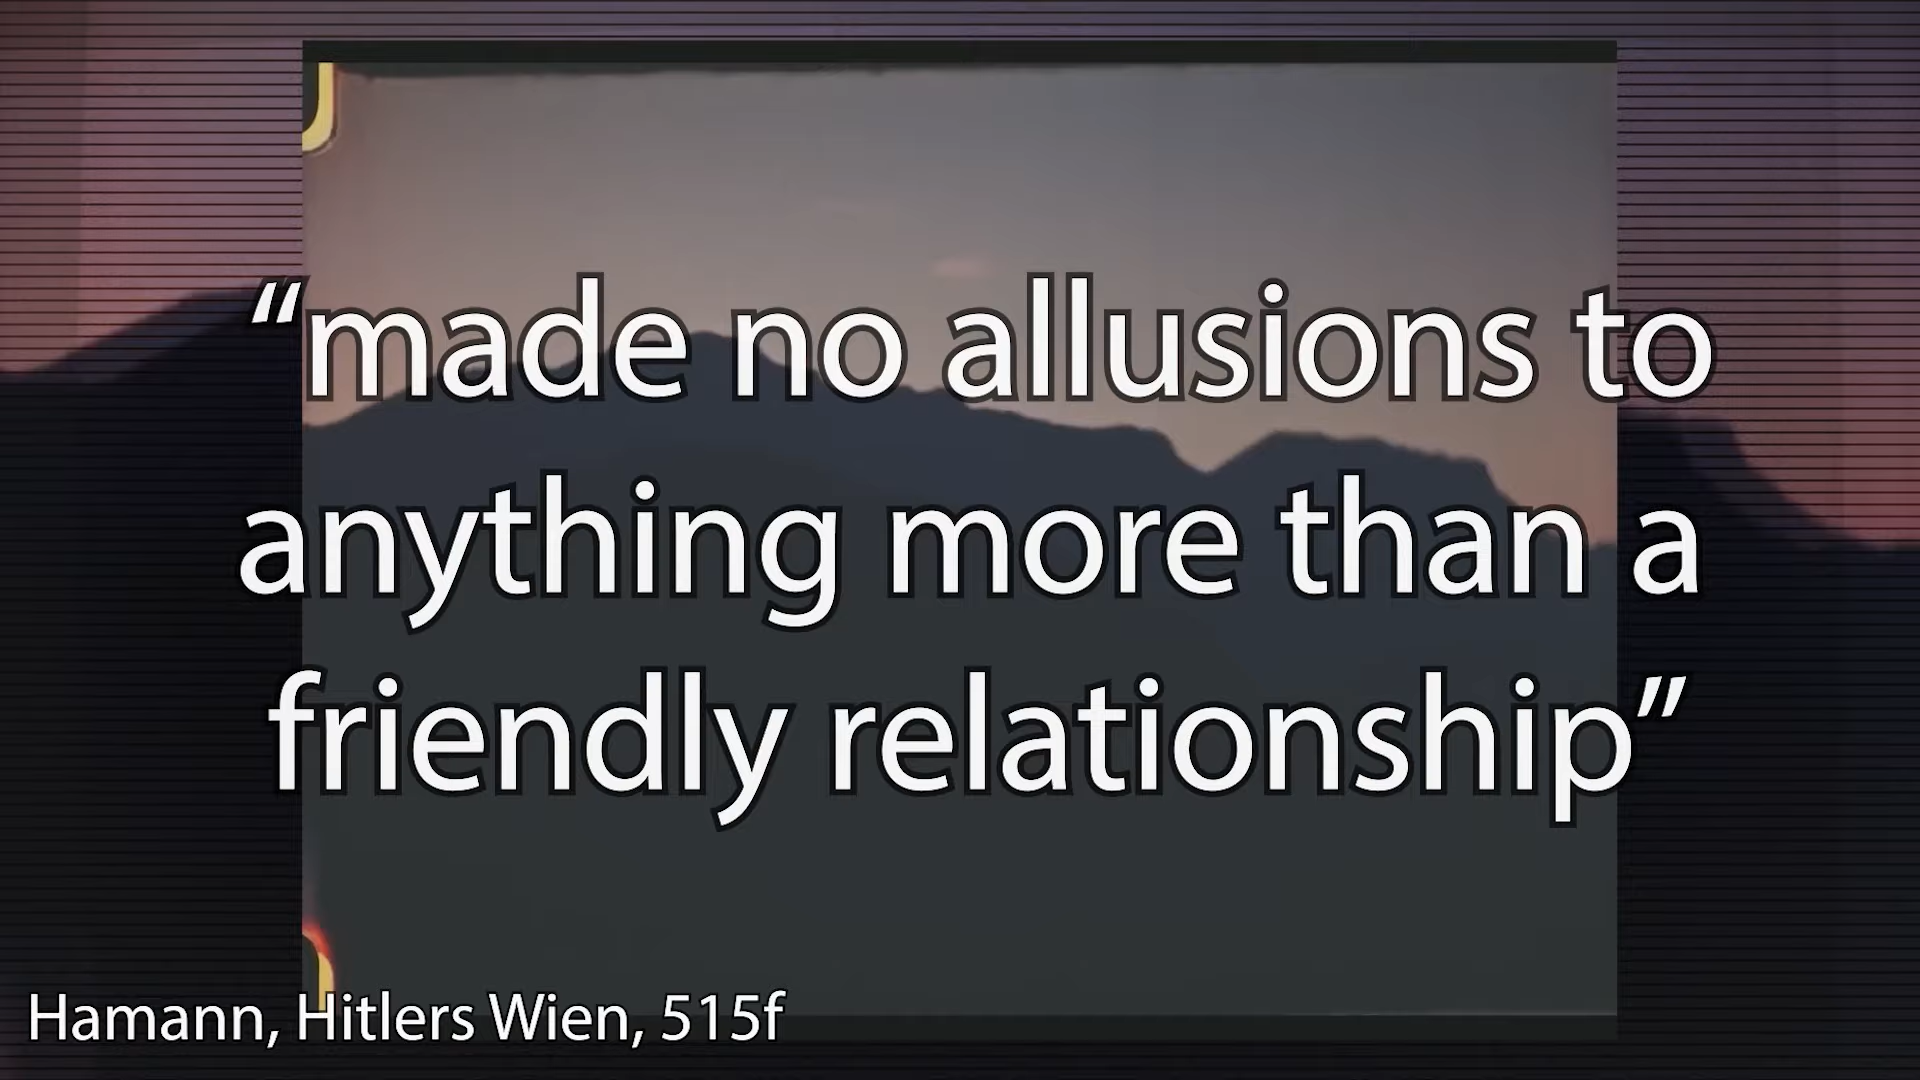 “made no allusions to
anything more than a
friendly relationship”
Hamann, Hitlers Wien, 515f